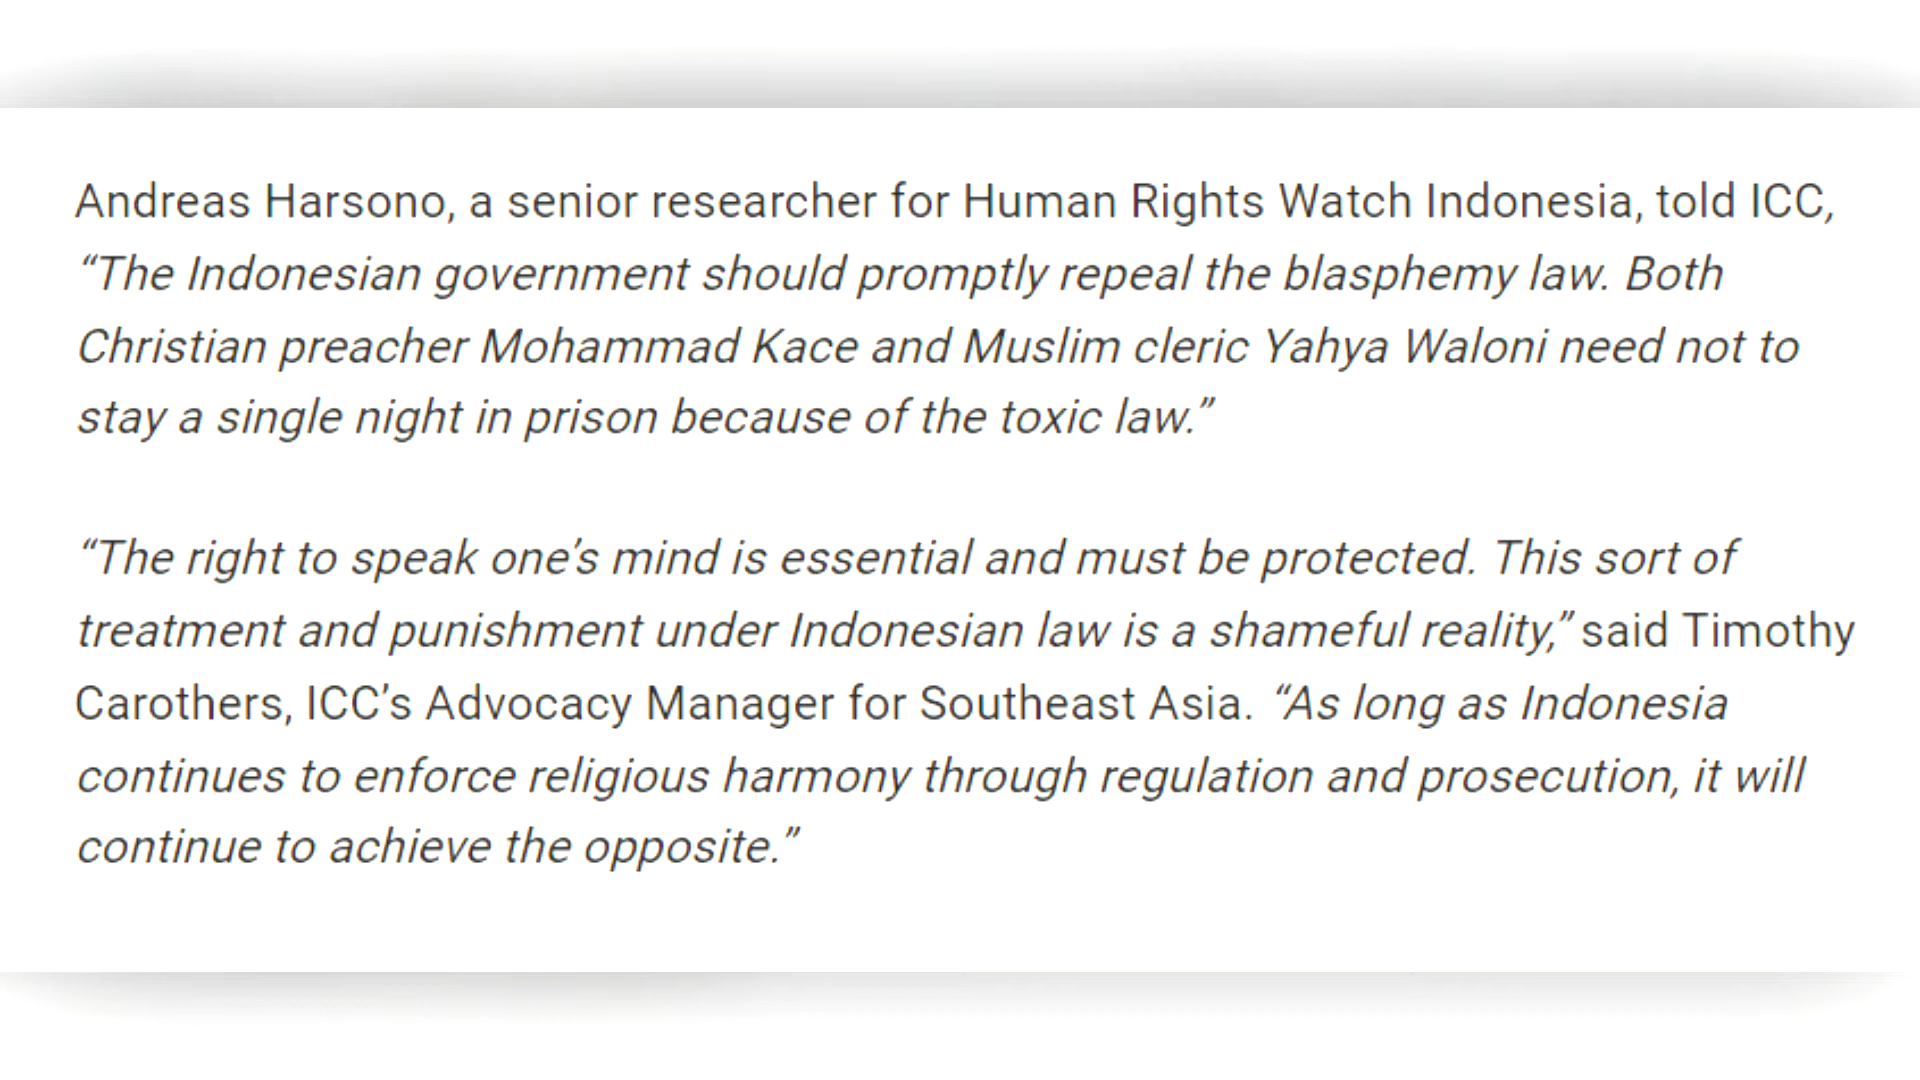 Andreas Harsono, a senior researcher for Human Rights Watch Indonesia, told ICC,
“The Indonesian government should promptly repeal the blasphemy law. Both
Christian preacher Mohammad Kace and Muslim cleric Yahya Waloni need not to
stay a single night in prison because of the toxic law.”
“The right to speak one’s mind is essential and must be protected. This sort of
treatment and punishment under Indonesian law is a shameful reality,” said Timothy
Carothers, ICC’s Advocacy Manager for Southeast Asia. “As long as Indonesia
continues to enforce religious harmony through regulation and prosecution, it will
continue to achieve the opposite.”